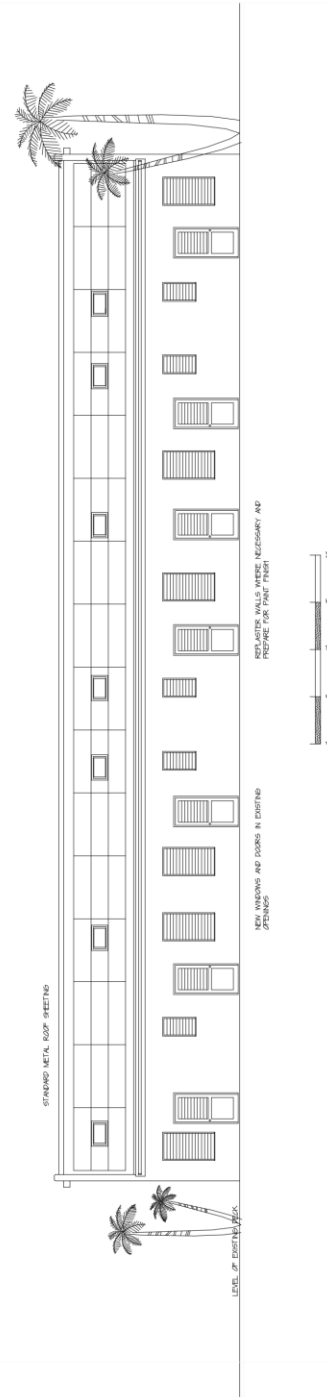 STANDARD METAL ROOF SHEETING
LEVEL OF EXISTING DECK
NEW WINDOWS AND DOORS IN EXISTING
OPENINGS
REPLASTER WALLS WHERE NECESSARY AND
PREPARE FOR PAINT FINISH